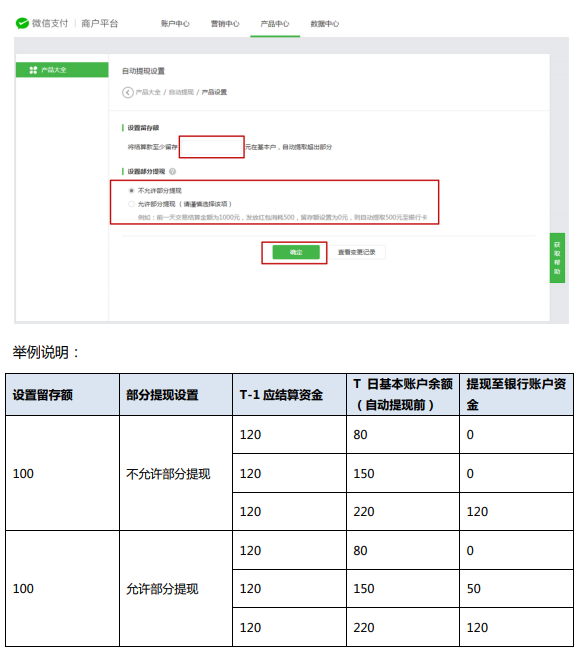 微信支付 | 商户平台 账户中心 营销中心 产品中心 数据中心
产品大全
自动提现设置
产品大全 / 自动提现 / 产品设置
设置留存额
将结算款至少留存 元在基本户，自动提取超出部分
设置部分提现 ?
不允许部分提现
允许部分提现（请谨慎选择该项）
例如：前一天交易结算金额为1000元，发放红包消耗500，留存额设置为0元，则自动提取500元至银行卡
确定 查看变更记录
获取帮助
举例说明：
设置留存额 部分提现设置 T-1 应结算资金 T 日基本账户余额（自动提现前） 提现至银行账户资金
100 不允许部分提现 120 80 0
120 150 0
120 220 120
100 允许部分提现 120 80 0
120 150 50
120 220 120